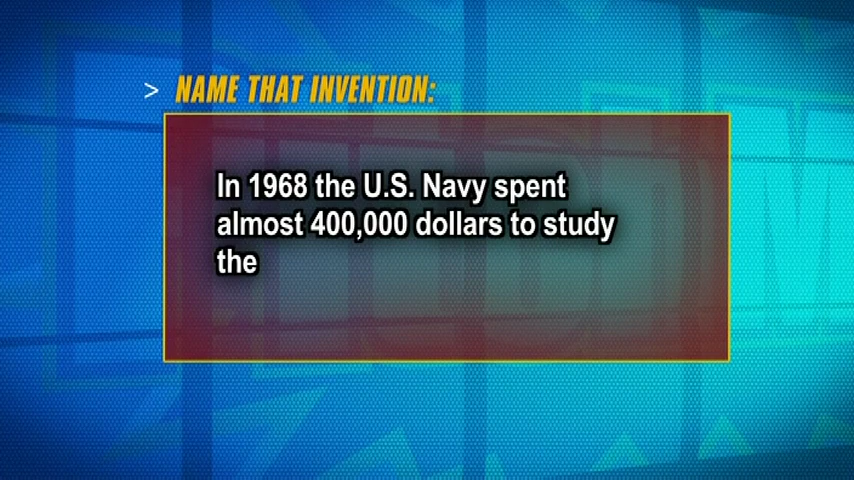 > NAME THAT INVENTION:
In 1968 the U.S. Navy spent
almost 400,000 dollars to study
the